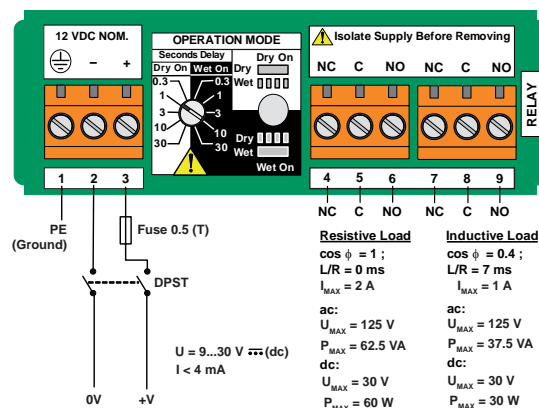 12 VDC NOM.
– +
OPERATION MODE
Seconds Delay
Dry On Wet On
0.3 0.3
1 1
3 3
10 10
30 30
Dry On
Dry
Wet
Dry
Wet
Wet On
Isolate Supply Before Removing
NC C NO NC C NO
RELAY
1 2 3 4 5 6 7 8 9
NC C NO NC C NO
PE
(Ground)
Fuse 0.5 (T)
DPST
U = 9...30 V (dc)
I < 4 mA
0V +V
Resistive Load
cos ϕ = 1 ;
L/R = 0 ms
IMAX = 2 A
ac:
UMAX = 125 V
PMAX = 62.5 VA
dc:
UMAX = 30 V
PMAX = 60 W
Inductive Load
cos ϕ = 0.4 ;
L/R = 7 ms
IMAX = 1 A
ac:
UMAX = 125 V
PMAX = 37.5 VA
dc:
UMAX = 30 V
PMAX = 30 W